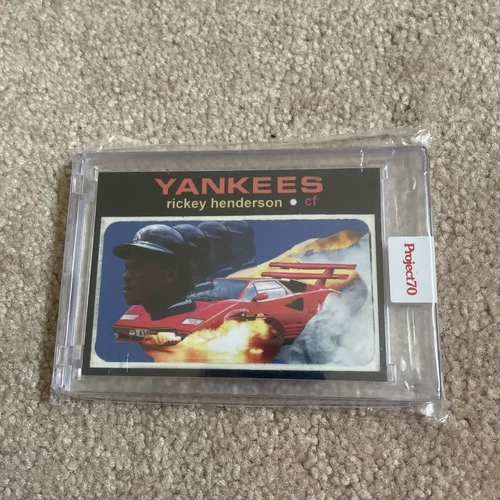 YANKEES
rickey henderson • cf
Project70